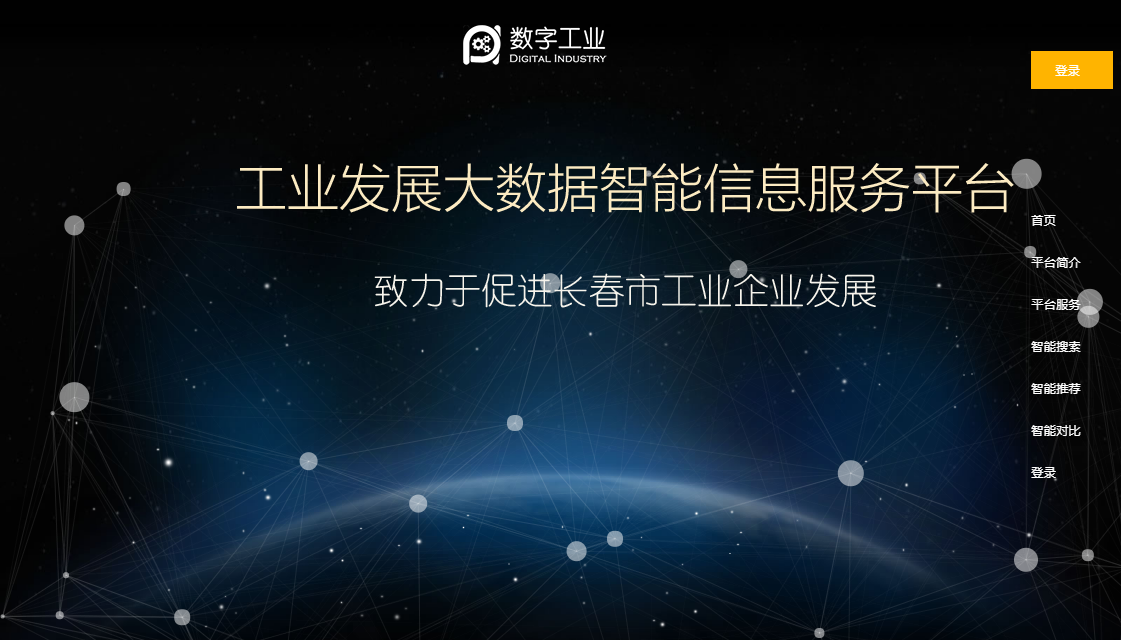 数字工业
DIGITAL INDUSTRY
登录
工业发展大数据智能信息服务平台
致力于促进长春市工业企业发展
首页
平台简介
平台服务
智能搜索
智能推荐
智能对比
登录